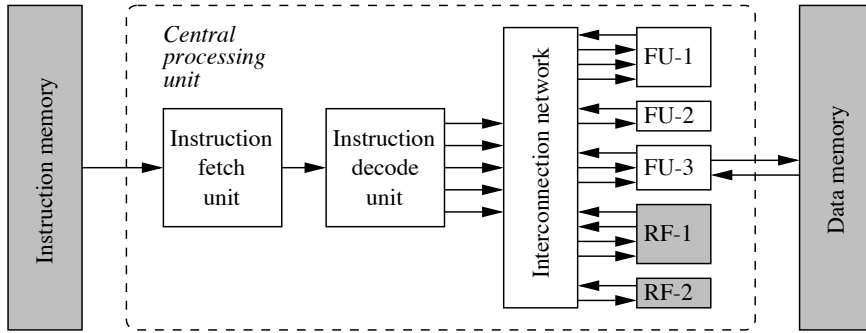 Instruction memory
Central
processing
unit
Instruction
fetch
unit
Instruction
decode
unit
Interconnection network
FU-1
FU-2
FU-3
RF-1
RF-2
Data memory